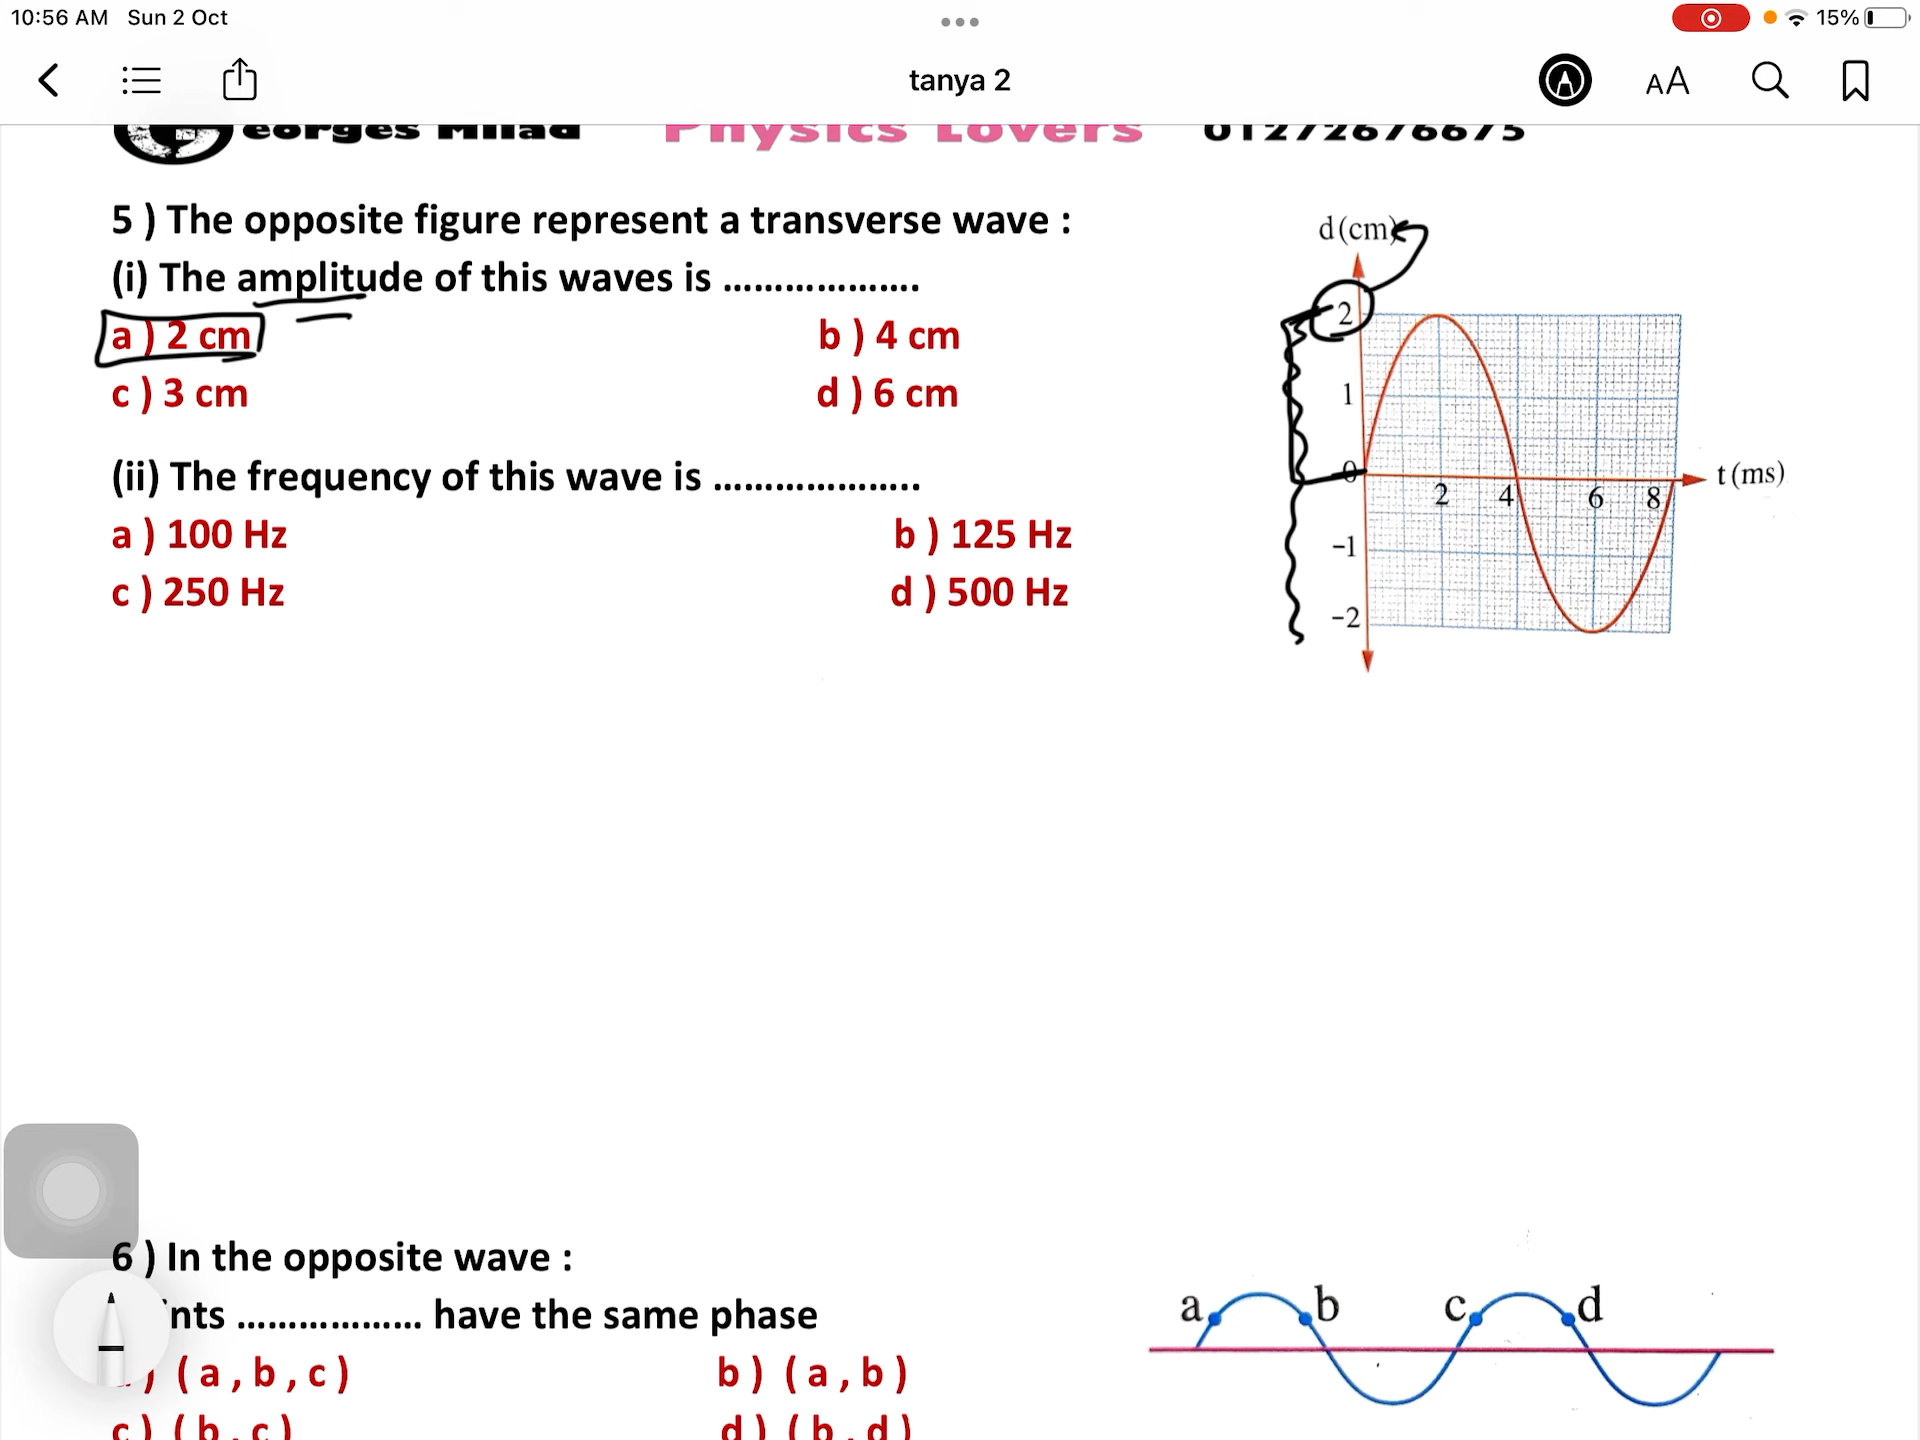 10:56 AM Sun 2 Oct
15%
tanya 2
eorges Milad Physics Lovers 01272676675
5 ) The opposite figure represent a transverse wave :
(i) The amplitude of this waves is ...................
a ) 2 cm b ) 4 cm
c ) 3 cm d ) 6 cm
(ii) The frequency of this wave is ....................
a ) 100 Hz b ) 125 Hz
c ) 250 Hz d ) 500 Hz
d (cm)
2
1
0
-1
-2
2 4 6 8
t (ms)
6 ) In the opposite wave :
nts .................. have the same phase
) ( a , b , c ) b ) ( a , b )
c ) ( b , c ) d ) ( b , d )
a b c d